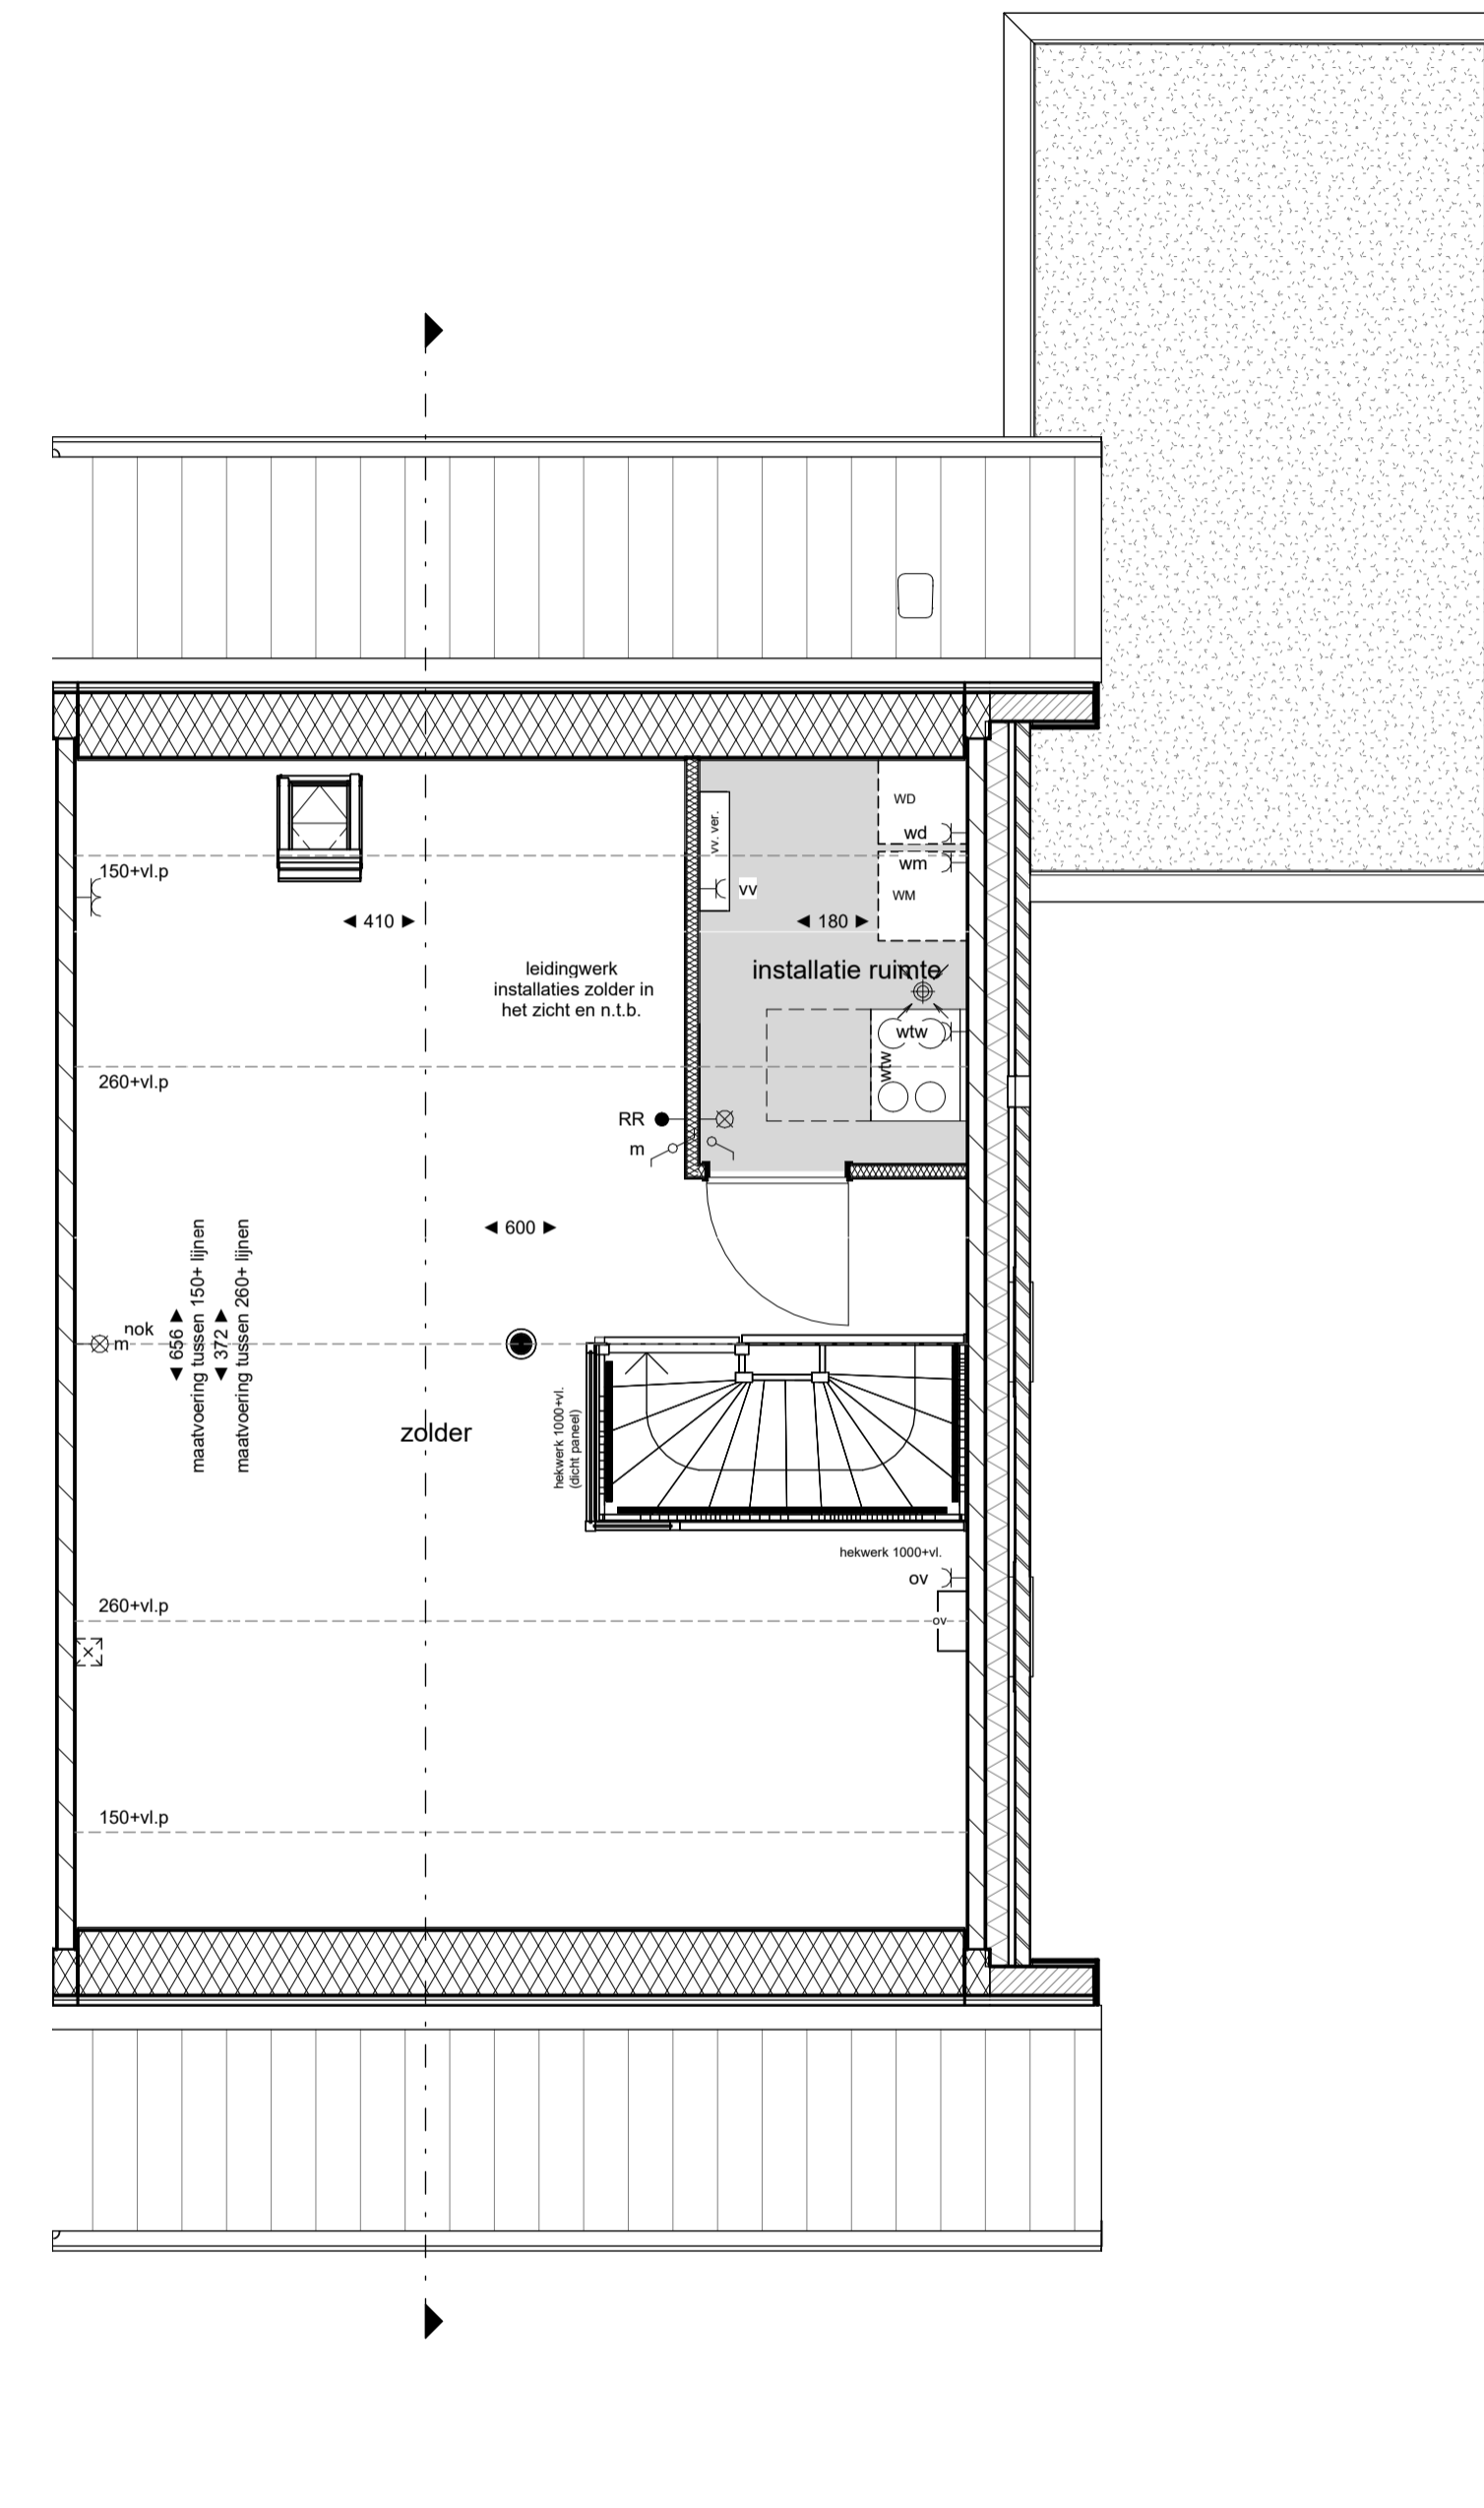 WD
wd
wm
WM
vv. ver.
vv
150+vl.p
◄ 410 ►
◄ 180 ►
leidingwerk
installaties zolder in
het zicht en n.t.b.
installatie ruimte
wtw
wtw
260+vl.p
RR
m
◄ 600 ►
nok
m
◄ 656 ►
maatvoering tussen 150+ lijnen
◄ 372 ►
maatvoering tussen 260+ lijnen
zolder
hekwerk 1000+vl.
(dicht paneel)
hekwerk 1000+vl.
ov
260+vl.p
ov
150+vl.p